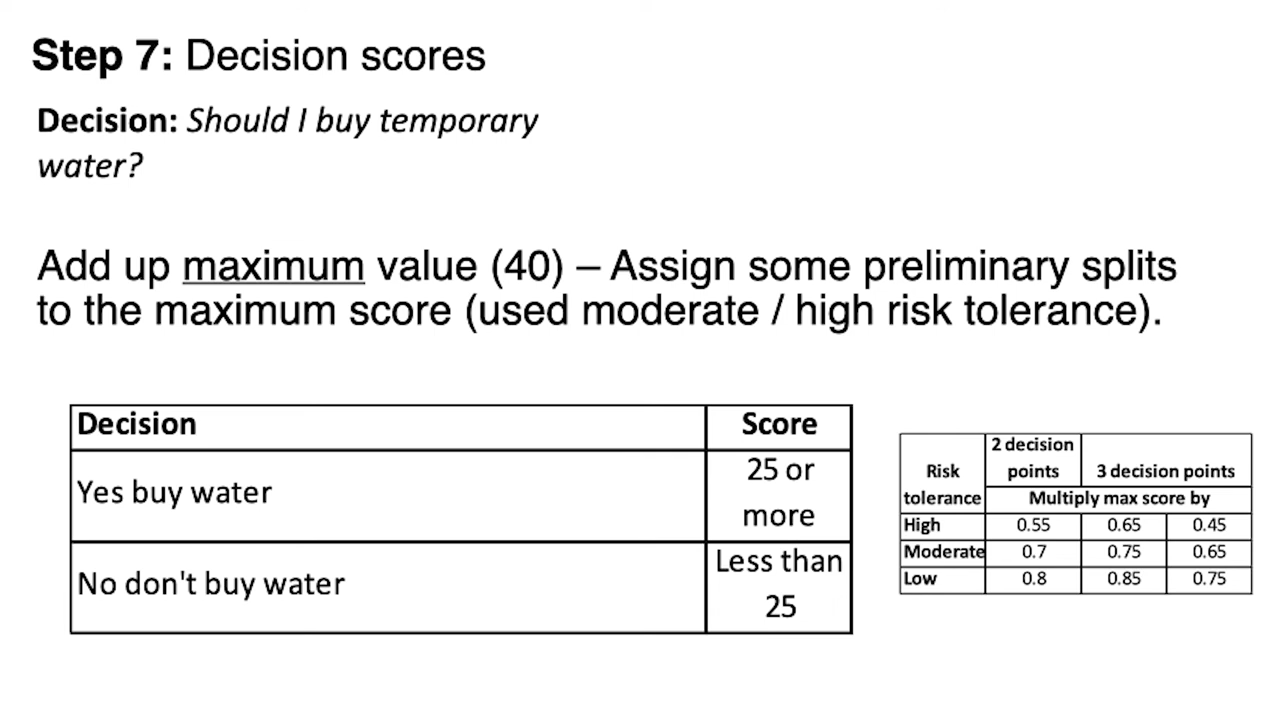 Step 7: Decision scores
Decision: Should I buy temporary
water?
Add up maximum value (40) – Assign some preliminary splits
to the maximum score (used moderate / high risk tolerance).
Decision Score
Yes buy water 25 or more
No don't buy water Less than 25
Risk tolerance 2 decision points 3 decision points
Multiply max score by
High 0.55 0.65 0.45
Moderate 0.7 0.75 0.65
Low 0.8 0.85 0.75